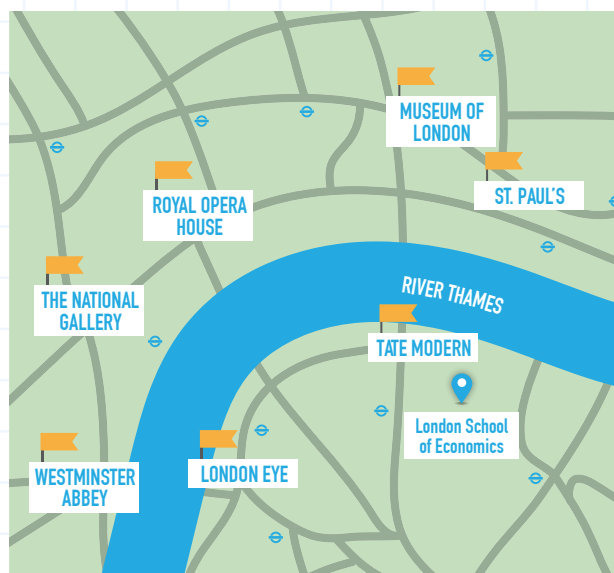 MUSEUM OF
LONDON
ST. PAUL'S
ROYAL OPERA
HOUSE
RIVER THAMES
THE NATIONAL
GALLERY
TATE MODERN
London School
of Economics
WESTMINSTER
ABBEY
LONDON EYE